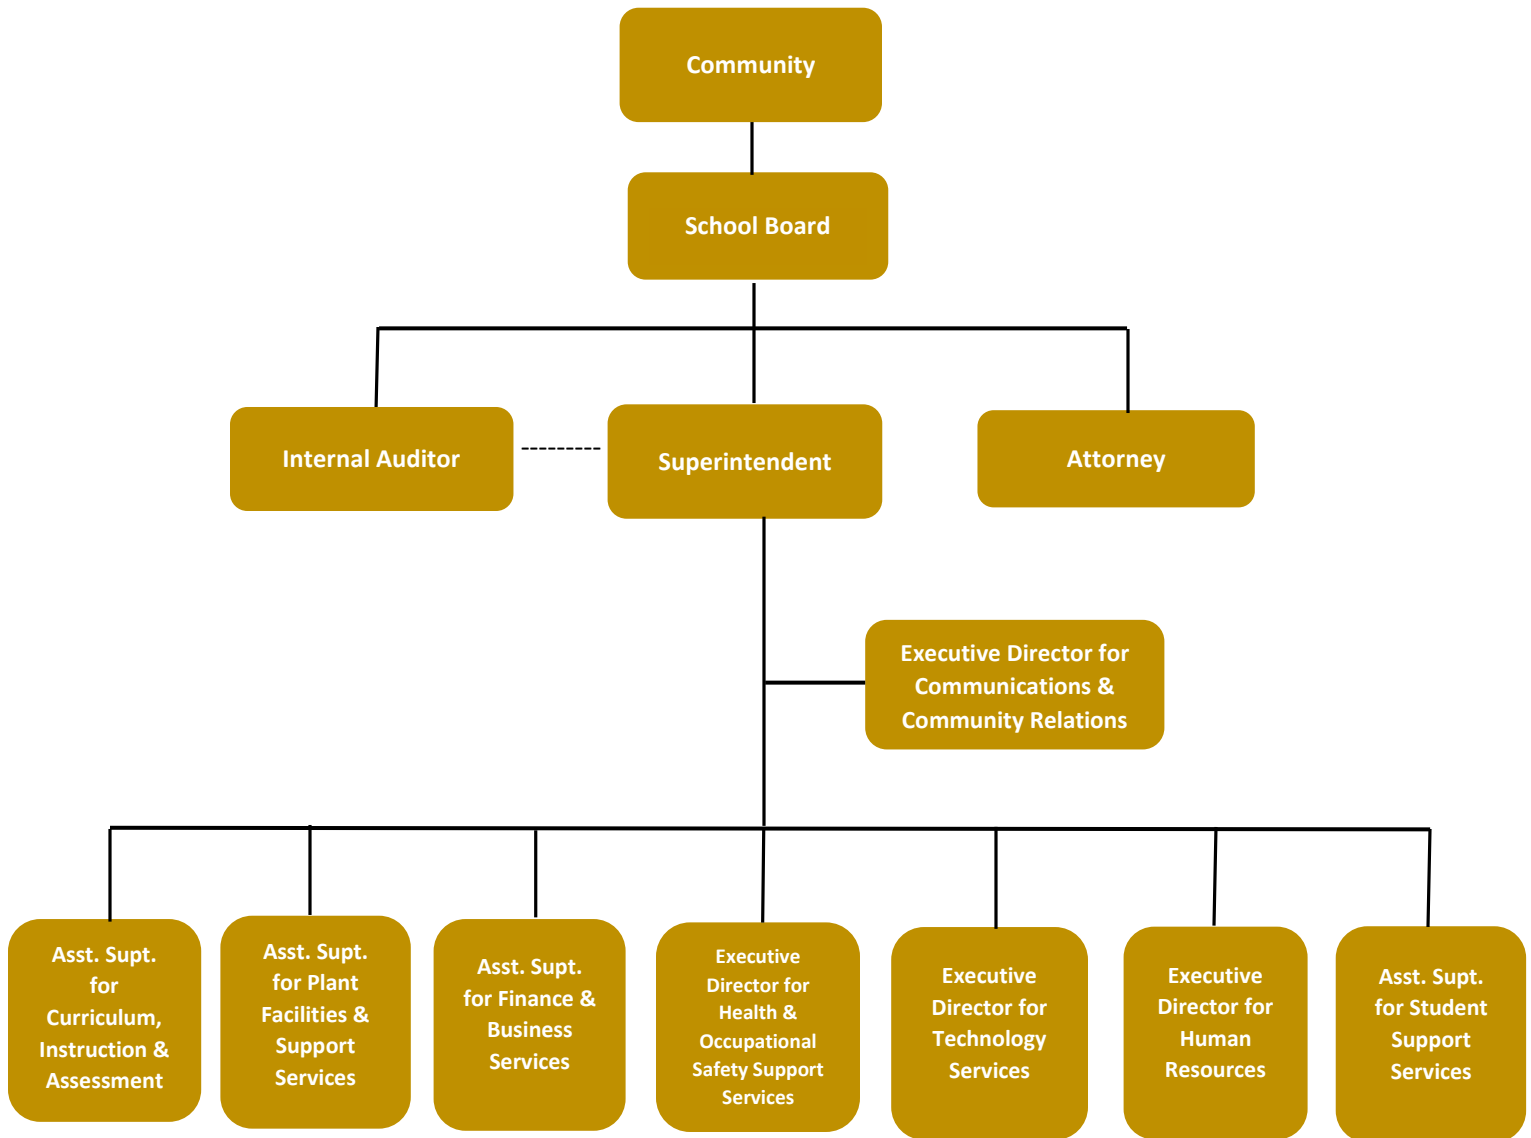 Community
School Board
Internal Auditor
Superintendent
Attorney
Executive Director for
Communications &
Community Relations
Asst. Supt.
for
Curriculum,
Instruction &
Assessment
Asst. Supt.
for Plant
Facilities &
Support
Services
Asst. Supt.
for Finance &
Business
Services
Executive
Director for
Health &
Occupational
Safety Support
Services
Executive
Director for
Technology
Services
Executive
Director for
Human
Resources
Asst. Supt.
for Student
Support
Services